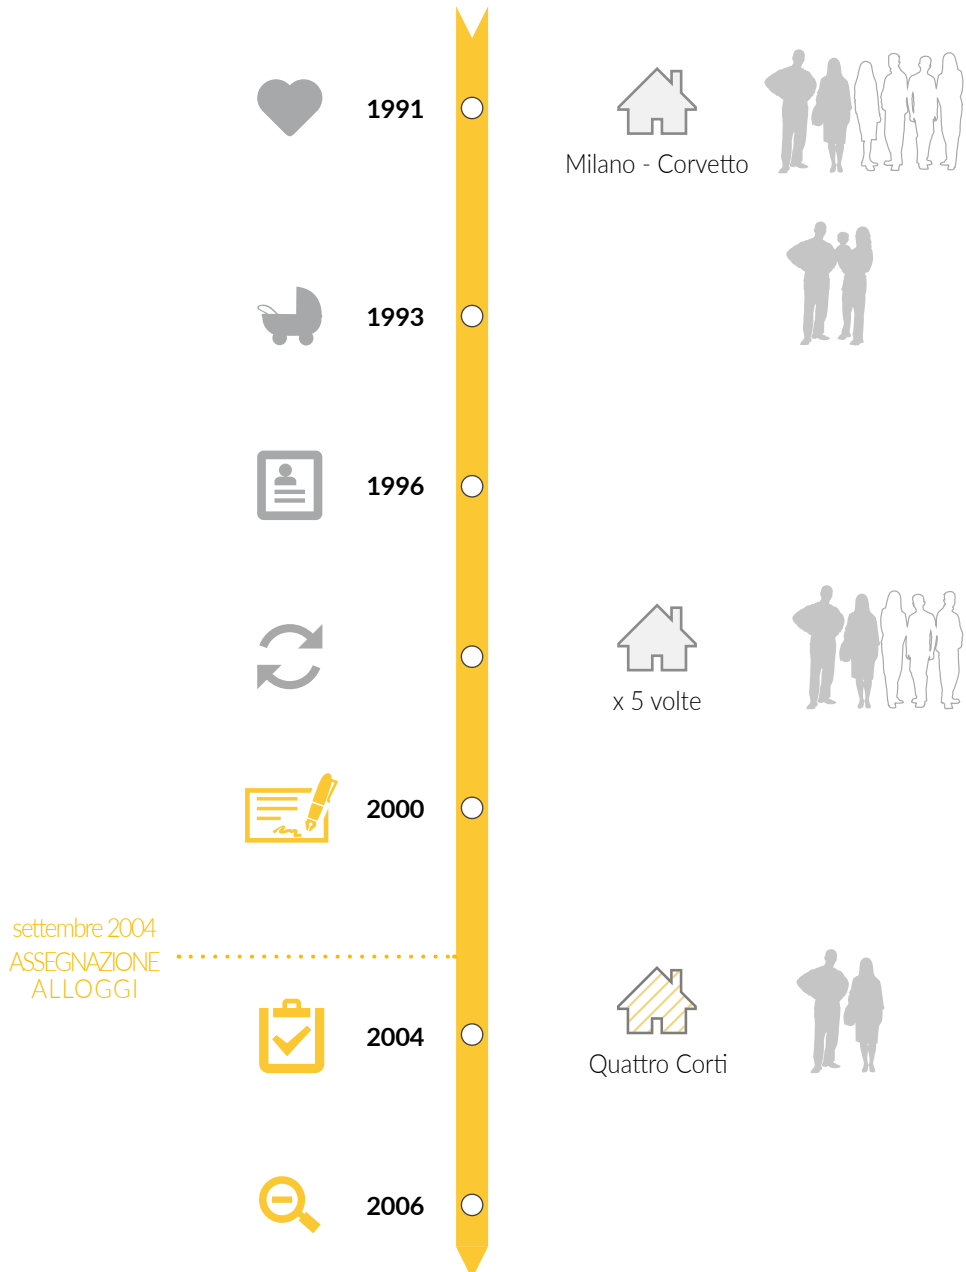 1991
Milano - Corvetto
1993
1996
x 5 volte
2000
settembre 2004
ASSEGNAZIONE
ALLOGGI
2004
Quattro Corti
2006